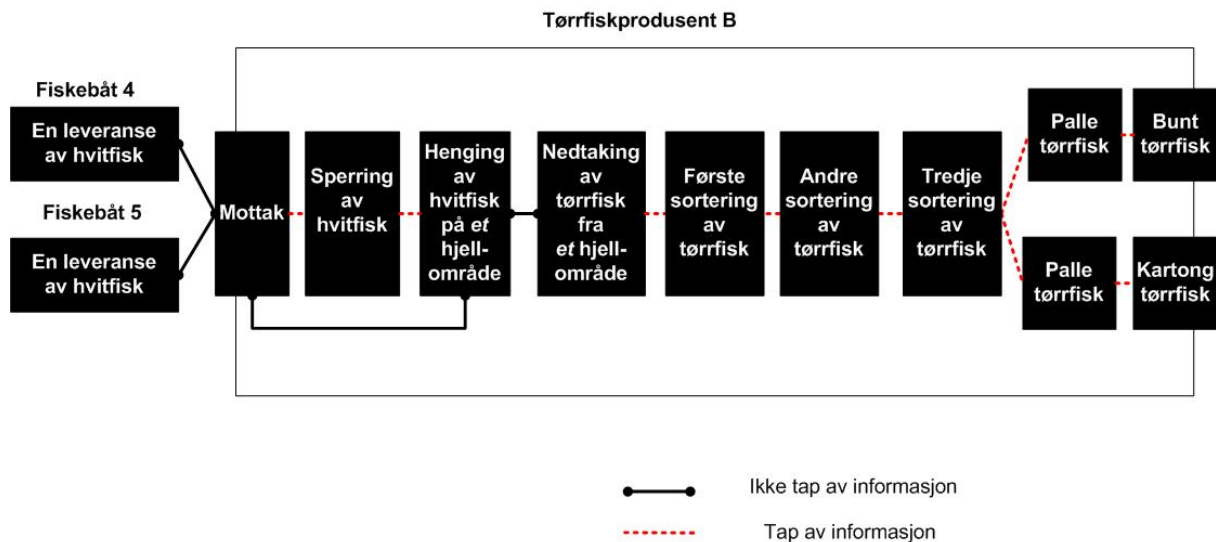 Tørrfiskprodusent B
Fiskebåt 4
En leveranse
av hvitfisk
Fiskebåt 5
En leveranse
av hvitfisk
Mottak
Sperring
av
hvitfisk
Henging
av
hvitfisk
på et
hjell-
område
Nedtaking
av
tørrfisk
fra
et hjell-
område
Første
sortering
av
tørrfisk
Andre
sortering
av
tørrfisk
Tredje
sortering
av
tørrfisk
Palle
tørrfisk
Bunt
tørrfisk
Palle
tørrfisk
Kartong
tørrfisk
Ikke tap av informasjon
Tap av informasjon